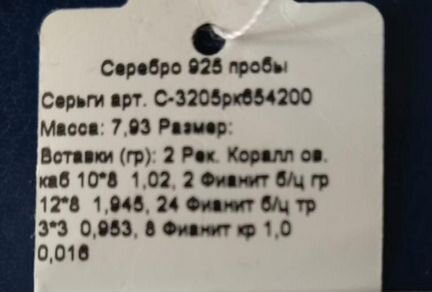 Серебро 925 пробы
Серьги арт. С-3205рк654200
Масса: 7,93 Размер:
Вставки (гр): 2 Рек. Коралл ов.
каб 10*8 1,02, 2 Фианит б/ц гр
12*8 1,945, 24 Фианит б/ц тр
3*3 0,953, 8 Фианит кр 1,0
0,016